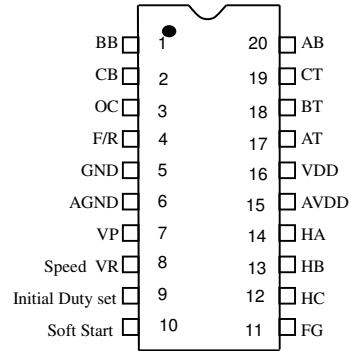 BB 1 20 AB
CB 2 19 CT
OC 3 18 BT
F/R 4 17 AT
GND 5 16 VDD
AGND 6 15 AVDD
VP 7 14 HA
Speed VR 8 13 HB
Initial Duty set 9 12 HC
Soft Start 10 11 FG